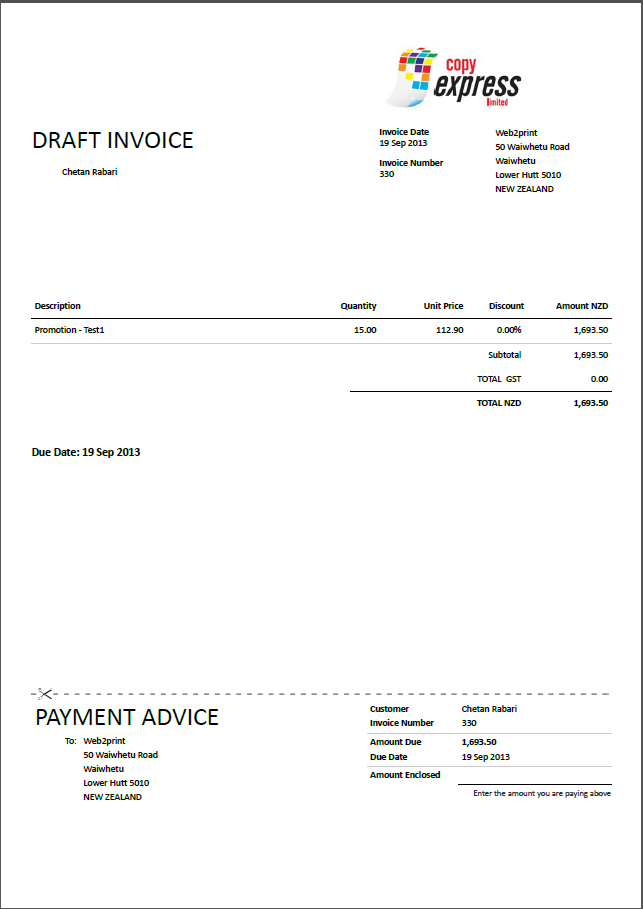 copy
express
limited
DRAFT INVOICE
Chetan Rabari
Invoice Date
19 Sep 2013
Invoice Number
330
Web2print
50 Waiwhetu Road
Waiwhetu
Lower Hutt 5010
NEW ZEALAND
Description Quantity Unit Price Discount Amount NZD
Promotion - Test1 15.00 112.90 0.00% 1,693.50
Subtotal 1,693.50
TOTAL GST 0.00
TOTAL NZD 1,693.50
Due Date: 19 Sep 2013
PAYMENT ADVICE
To: Web2print
50 Waiwhetu Road
Waiwhetu
Lower Hutt 5010
NEW ZEALAND
Customer Chetan Rabari
Invoice Number 330
Amount Due 1,693.50
Due Date 19 Sep 2013
Amount Enclosed
Enter the amount you are paying above